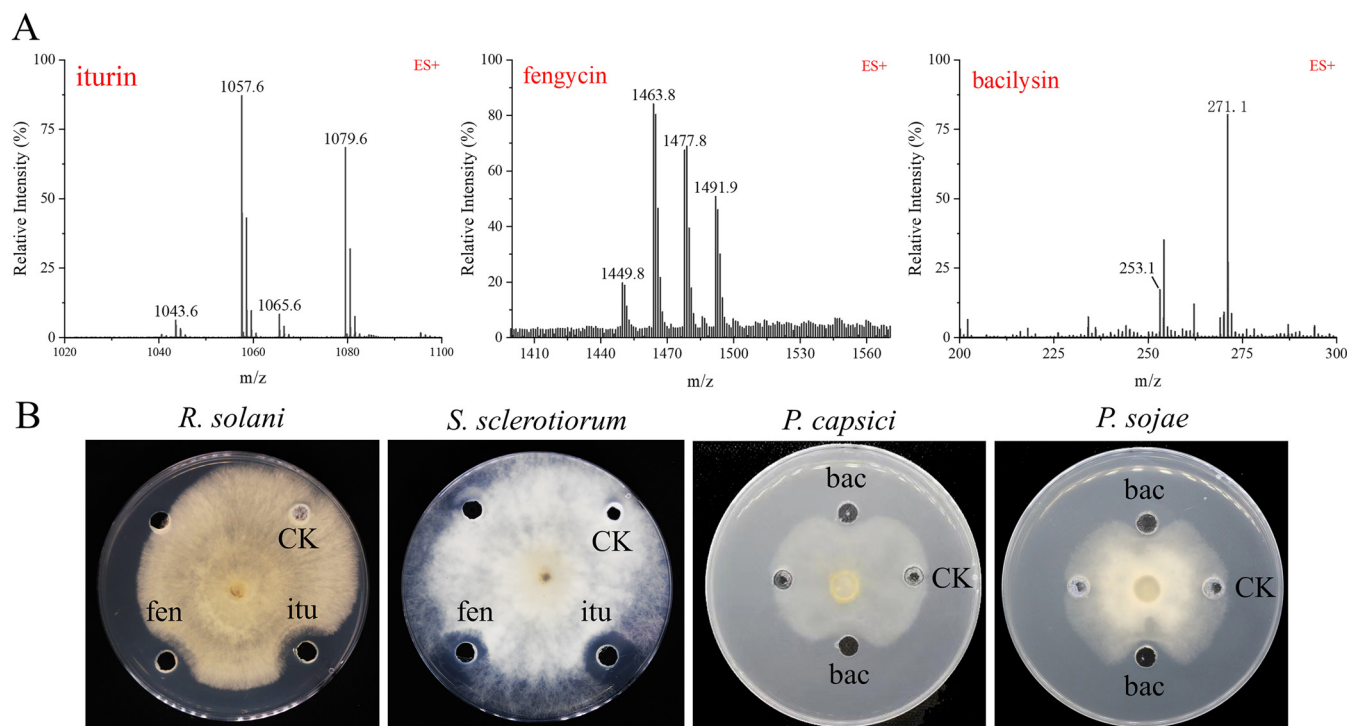 A
iturin
ES+
1057.6
1079.6
1043.6
1065.6
100
75
50
25
0
Relative Intensity (%)
1020 1040 1060 1080 1100
m/z
fengycin
ES+
1463.8
1477.8
1491.9
1449.8
100
80
60
40
20
0
Relative Intensity (%)
1410 1440 1470 1500 1530 1560
m/z
bacilysin
ES+
271.1
253.1
100
75
50
25
0
Relative Intensity (%)
200 225 250 275 300
m/z
B
R. solani
S. sclerotiorum
P. capsici
P. sojae
CK
fen
itu
CK
fen
itu
bac
CK
bac
bac
CK
bac